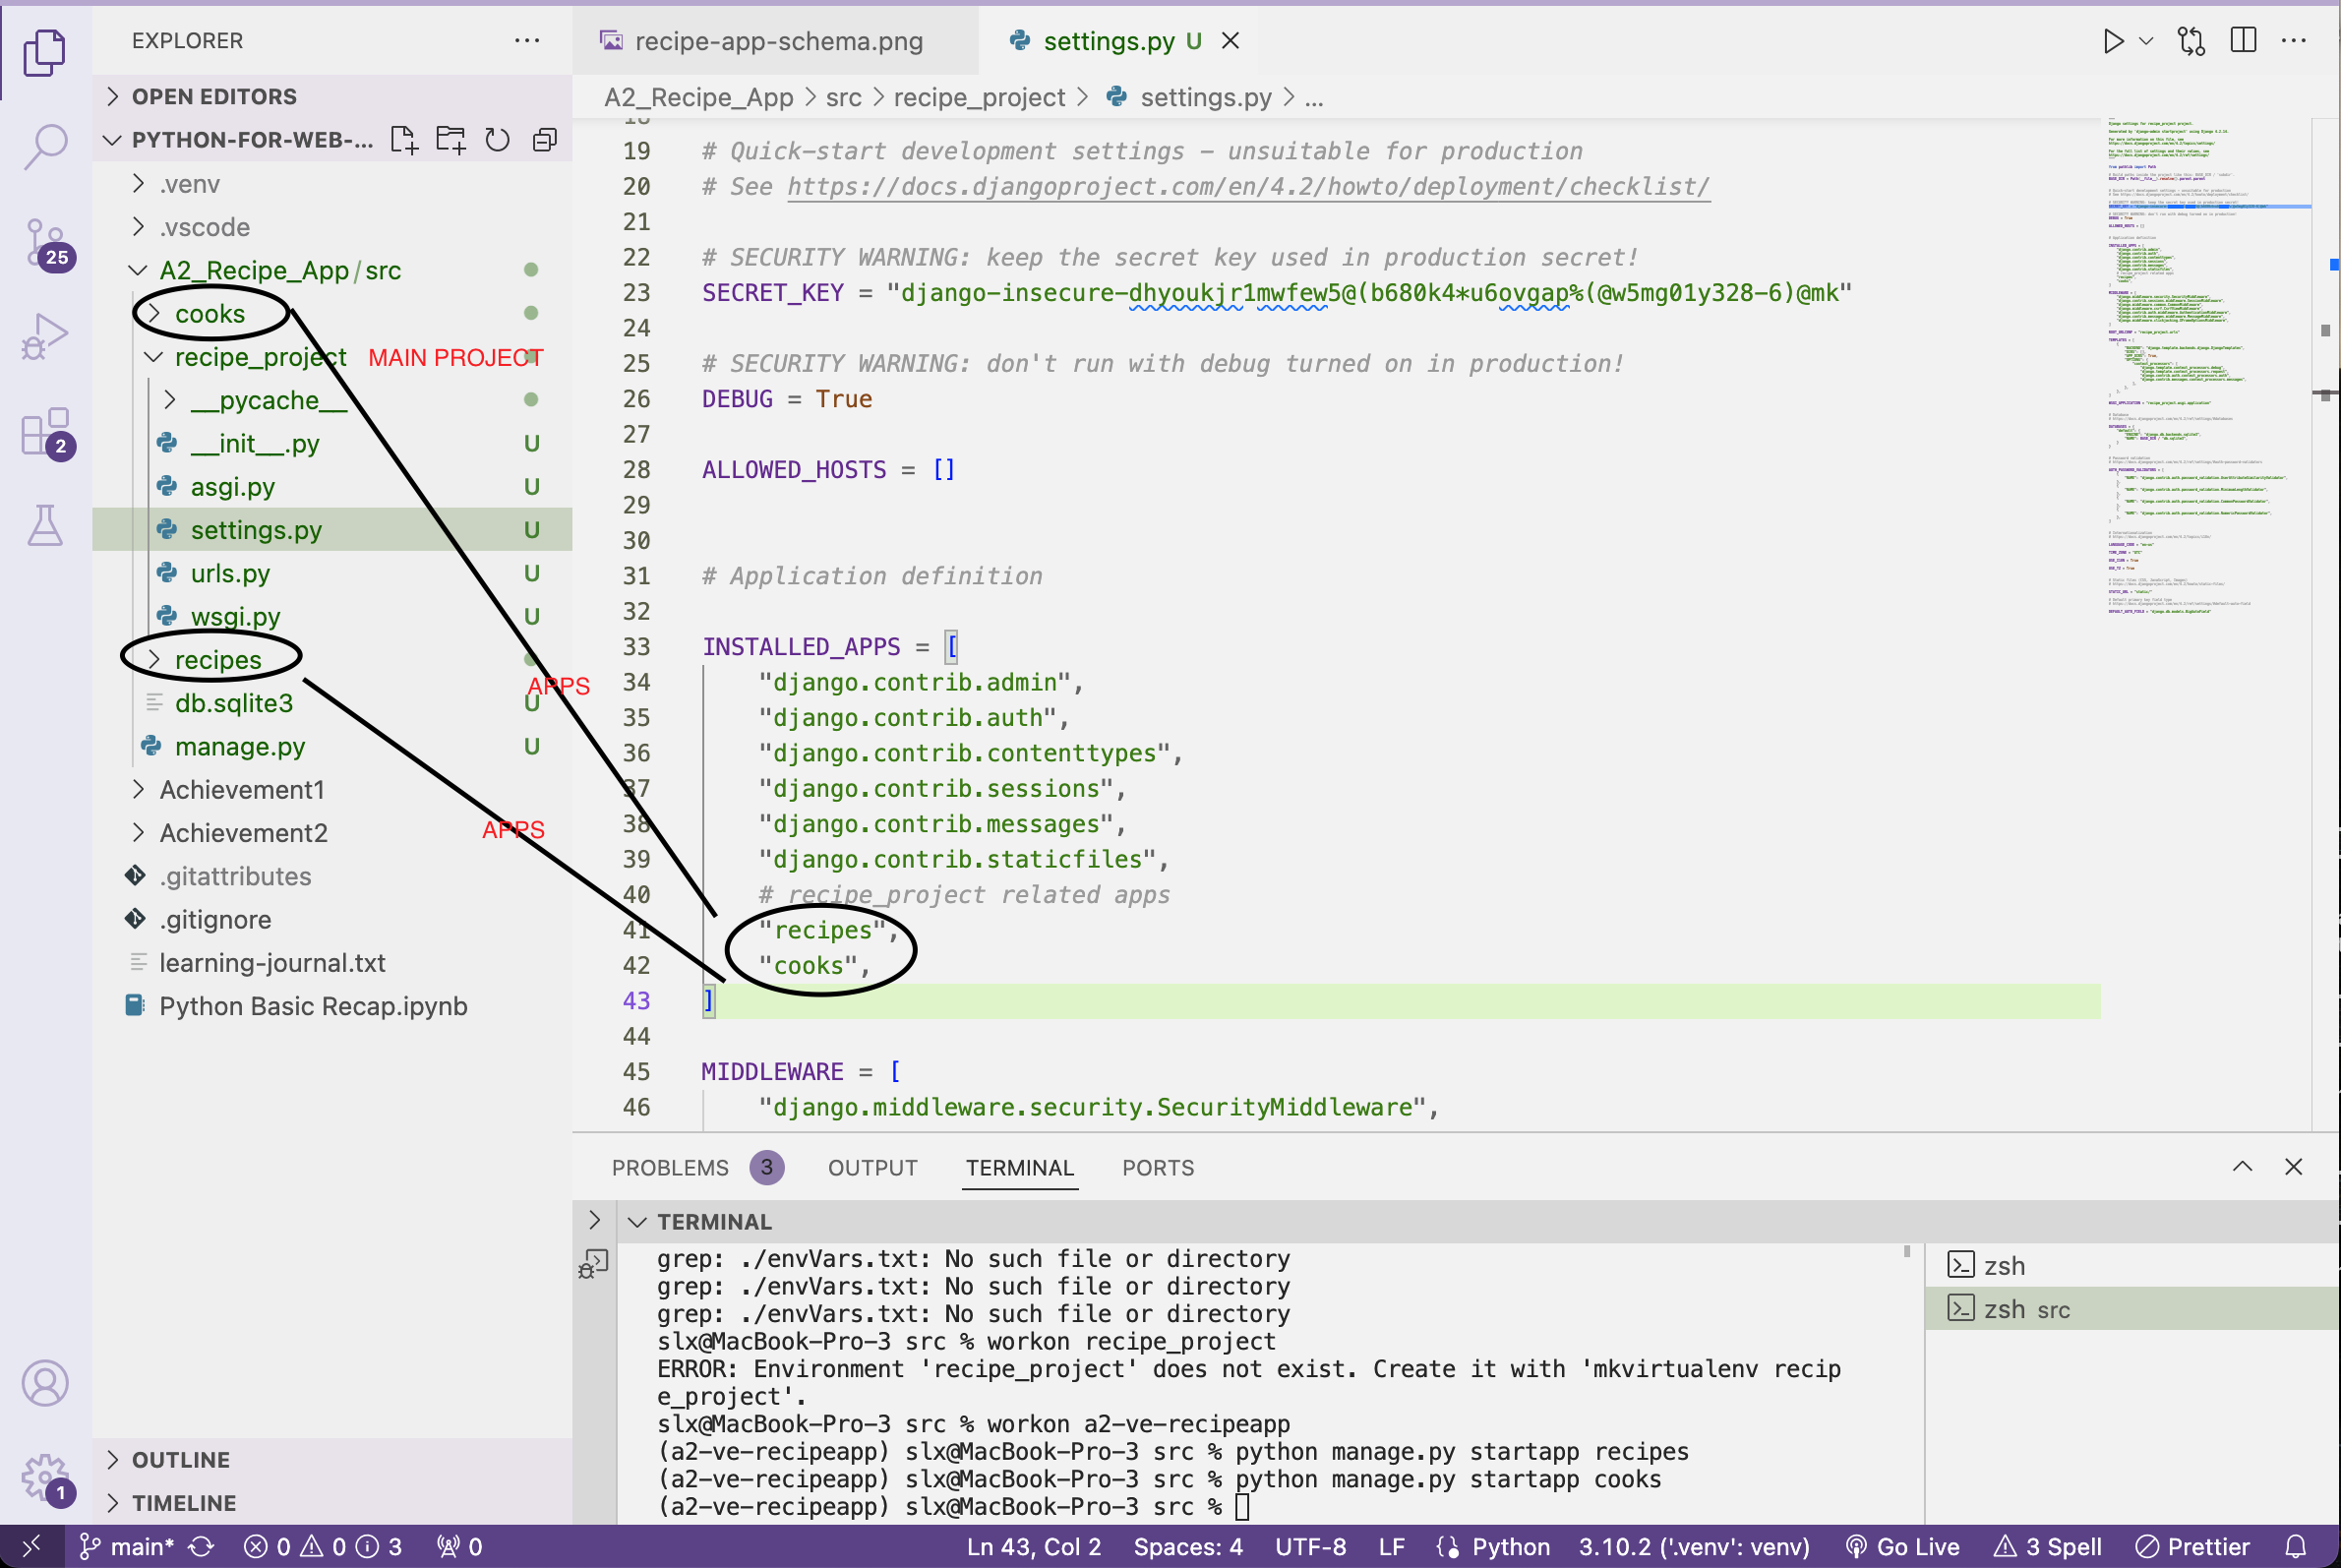 EXPLORER
recipe-app-schema.png
settings.py U
OPEN EDITORS
PYTHON-FOR-WEB-...
.venv
.vscode
25
A2_Recipe_App/src
cooks
recipe_project MAIN PROJECT
__pycache__
__init__.py U
asgi.py U
settings.py U
urls.py U
wsgi.py U
recipes
APPS
db.sqlite3 U
manage.py U
Achievement1
APPS
Achievement2
.gitattributes
.gitignore
learning-journal.txt
Python Basic Recap.ipynb
OUTLINE
TIMELINE
2
1
A2_Recipe_App > src > recipe_project > settings.py > ...
19 # Quick-start development settings - unsuitable for production
20 # See https://docs.djangoproject.com/en/4.2/howto/deployment/checklist/
21
22 # SECURITY WARNING: keep the secret key used in production secret!
23 SECRET_KEY = "django-insecure-dhyoukjr1mwfew5@(b680k4*u6ovgap%(@w5mg01y328-6)@mk"
24
25 # SECURITY WARNING: don't run with debug turned on in production!
26 DEBUG = True
27
28 ALLOWED_HOSTS = []
29
30
31 # Application definition
32
33 INSTALLED_APPS = [
34 "django.contrib.admin",
35 "django.contrib.auth",
36 "django.contrib.contenttypes",
37 "django.contrib.sessions",
38 "django.contrib.messages",
39 "django.contrib.staticfiles",
40 # recipe_project related apps
41 "recipes",
42 "cooks",
43 ]
44
45 MIDDLEWARE = [
46 "django.middleware.security.SecurityMiddleware",
PROBLEMS 3 OUTPUT TERMINAL PORTS
TERMINAL
grep: ./envVars.txt: No such file or directory
grep: ./envVars.txt: No such file or directory
grep: ./envVars.txt: No such file or directory
slx@MacBook-Pro-3 src % workon recipe_project
ERROR: Environment 'recipe_project' does not exist. Create it with 'mkvirtualenv recip
e_project'.
slx@MacBook-Pro-3 src % workon a2-ve-recipeapp
(a2-ve-recipeapp) slx@MacBook-Pro-3 src % python manage.py startapp recipes
(a2-ve-recipeapp) slx@MacBook-Pro-3 src % python manage.py startapp cooks
(a2-ve-recipeapp) slx@MacBook-Pro-3 src %
zsh
zsh src
main* 0 0 3 0 Ln 43, Col 2 Spaces: 4 UTF-8 LF Python 3.10.2 ('.venv': venv) Go Live 3 Spell Prettier